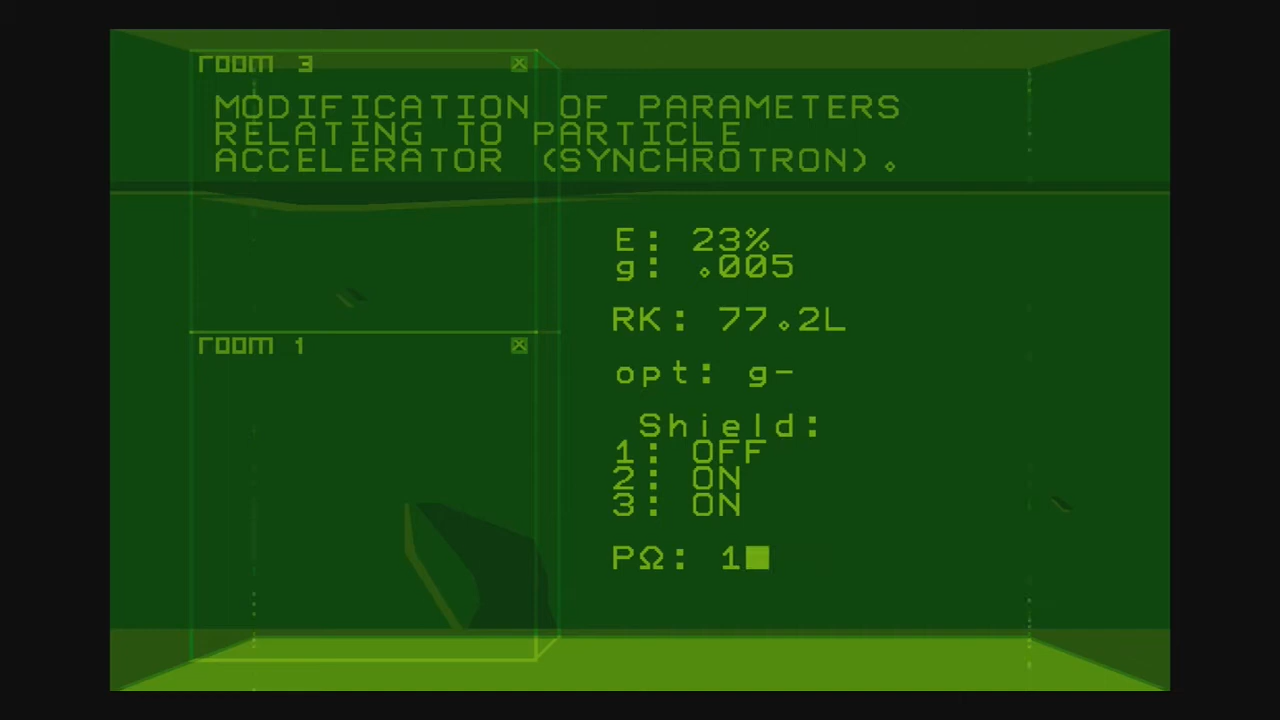 room 3
MODIFICATION OF PARAMETERS
RELATING TO PARTICLE
ACCELERATOR (SYNCHROTRON).
E: 23%
g: .005
RK: 77.2L
room 1
opt: g-
Shield:
1: OFF
2: ON
3: ON
PΩ: 1